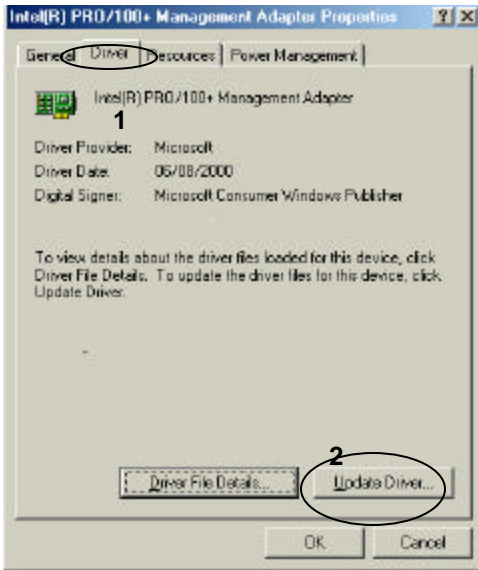 Intel(R) PRO/100+ Management Adapter Properties ? X
General Driver Resources Power Management
Intel(R) PRO/100+ Management Adapter
1
Driver Provider: Microsoft
Driver Date: 06/08/2000
Digital Signer: Microsoft Consumer Windows Publisher
To view details about the driver files loaded for this device, click
Driver File Details. To update the driver files for this device, click
Update Driver.
2
Driver File Details... Update Driver...
OK Cancel